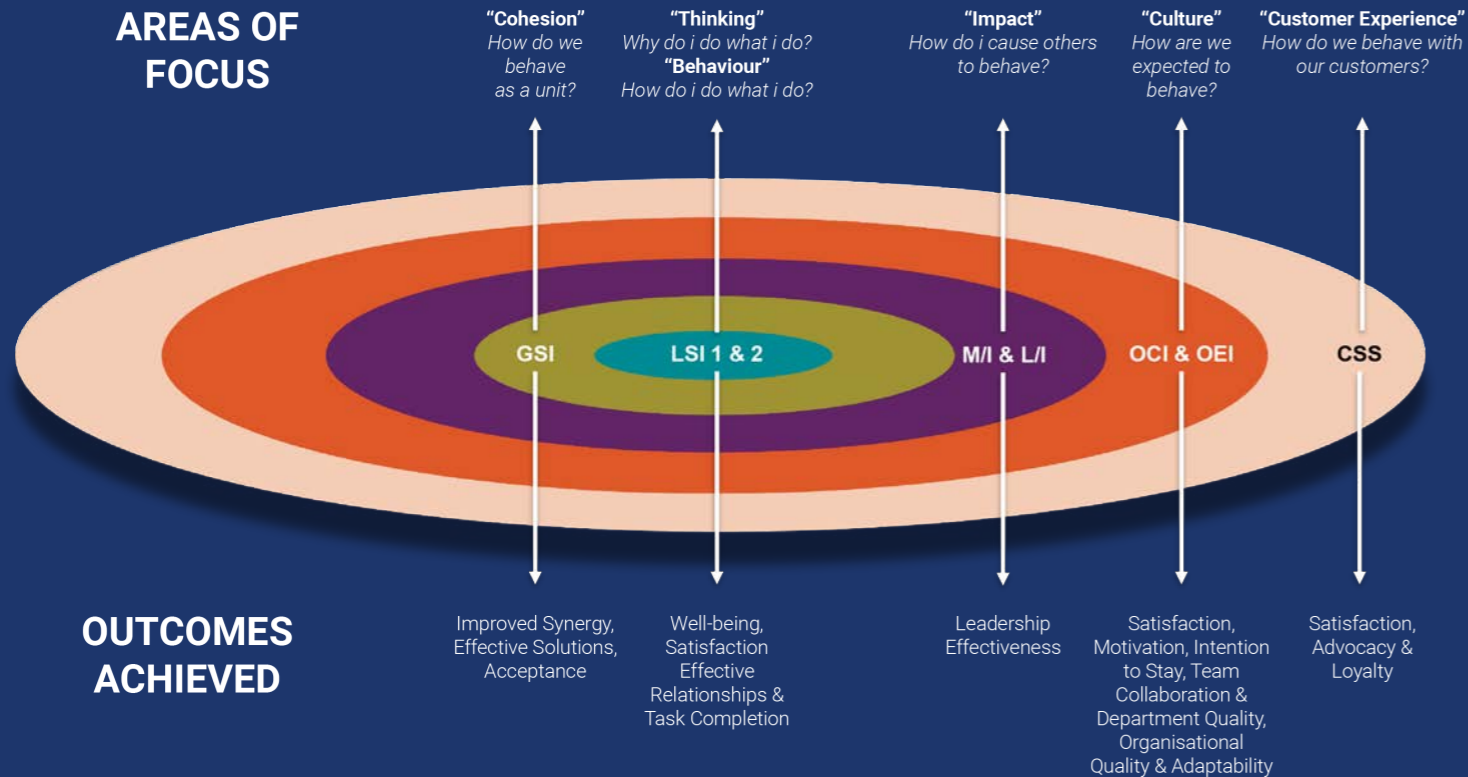 AREAS OF
FOCUS
“Cohesion”
How do we
behave
as a unit?
“Thinking”
Why do i do what i do?
“Behaviour”
How do i do what i do?
“Impact”
How do i cause others
to behave?
“Culture”
How are we
expected to
behave?
“Customer Experience”
How do we behave with
our customers?
GSI
LSI 1 & 2
M/I & L/I
OCI & OEI
CSS
OUTCOMES
ACHIEVED
Improved Synergy,
Effective Solutions,
Acceptance
Well-being,
Satisfaction
Effective
Relationships &
Task Completion
Leadership
Effectiveness
Satisfaction,
Motivation, Intention
to Stay, Team
Collaboration &
Department Quality,
Organisational
Quality & Adaptability
Satisfaction,
Advocacy &
Loyalty